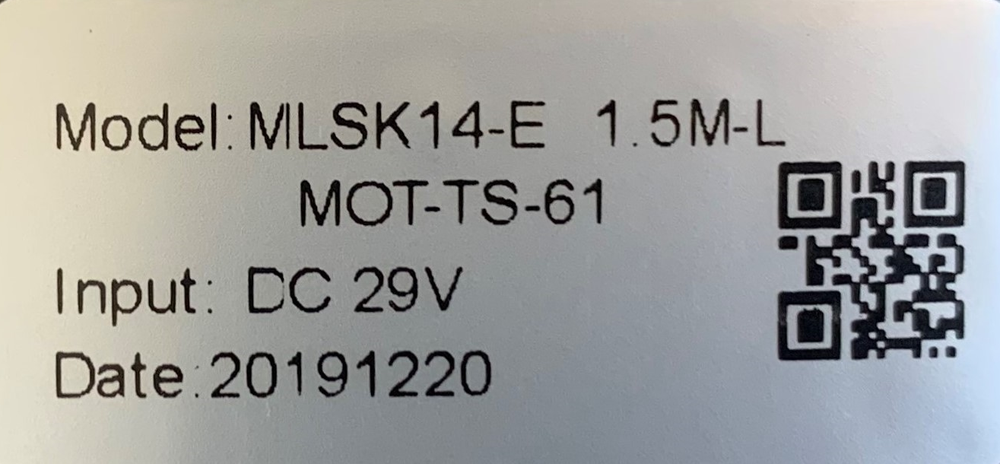 Model: MLSK14-E 1.5M-L
MOT-TS-61
Input: DC 29V
Date:20191220